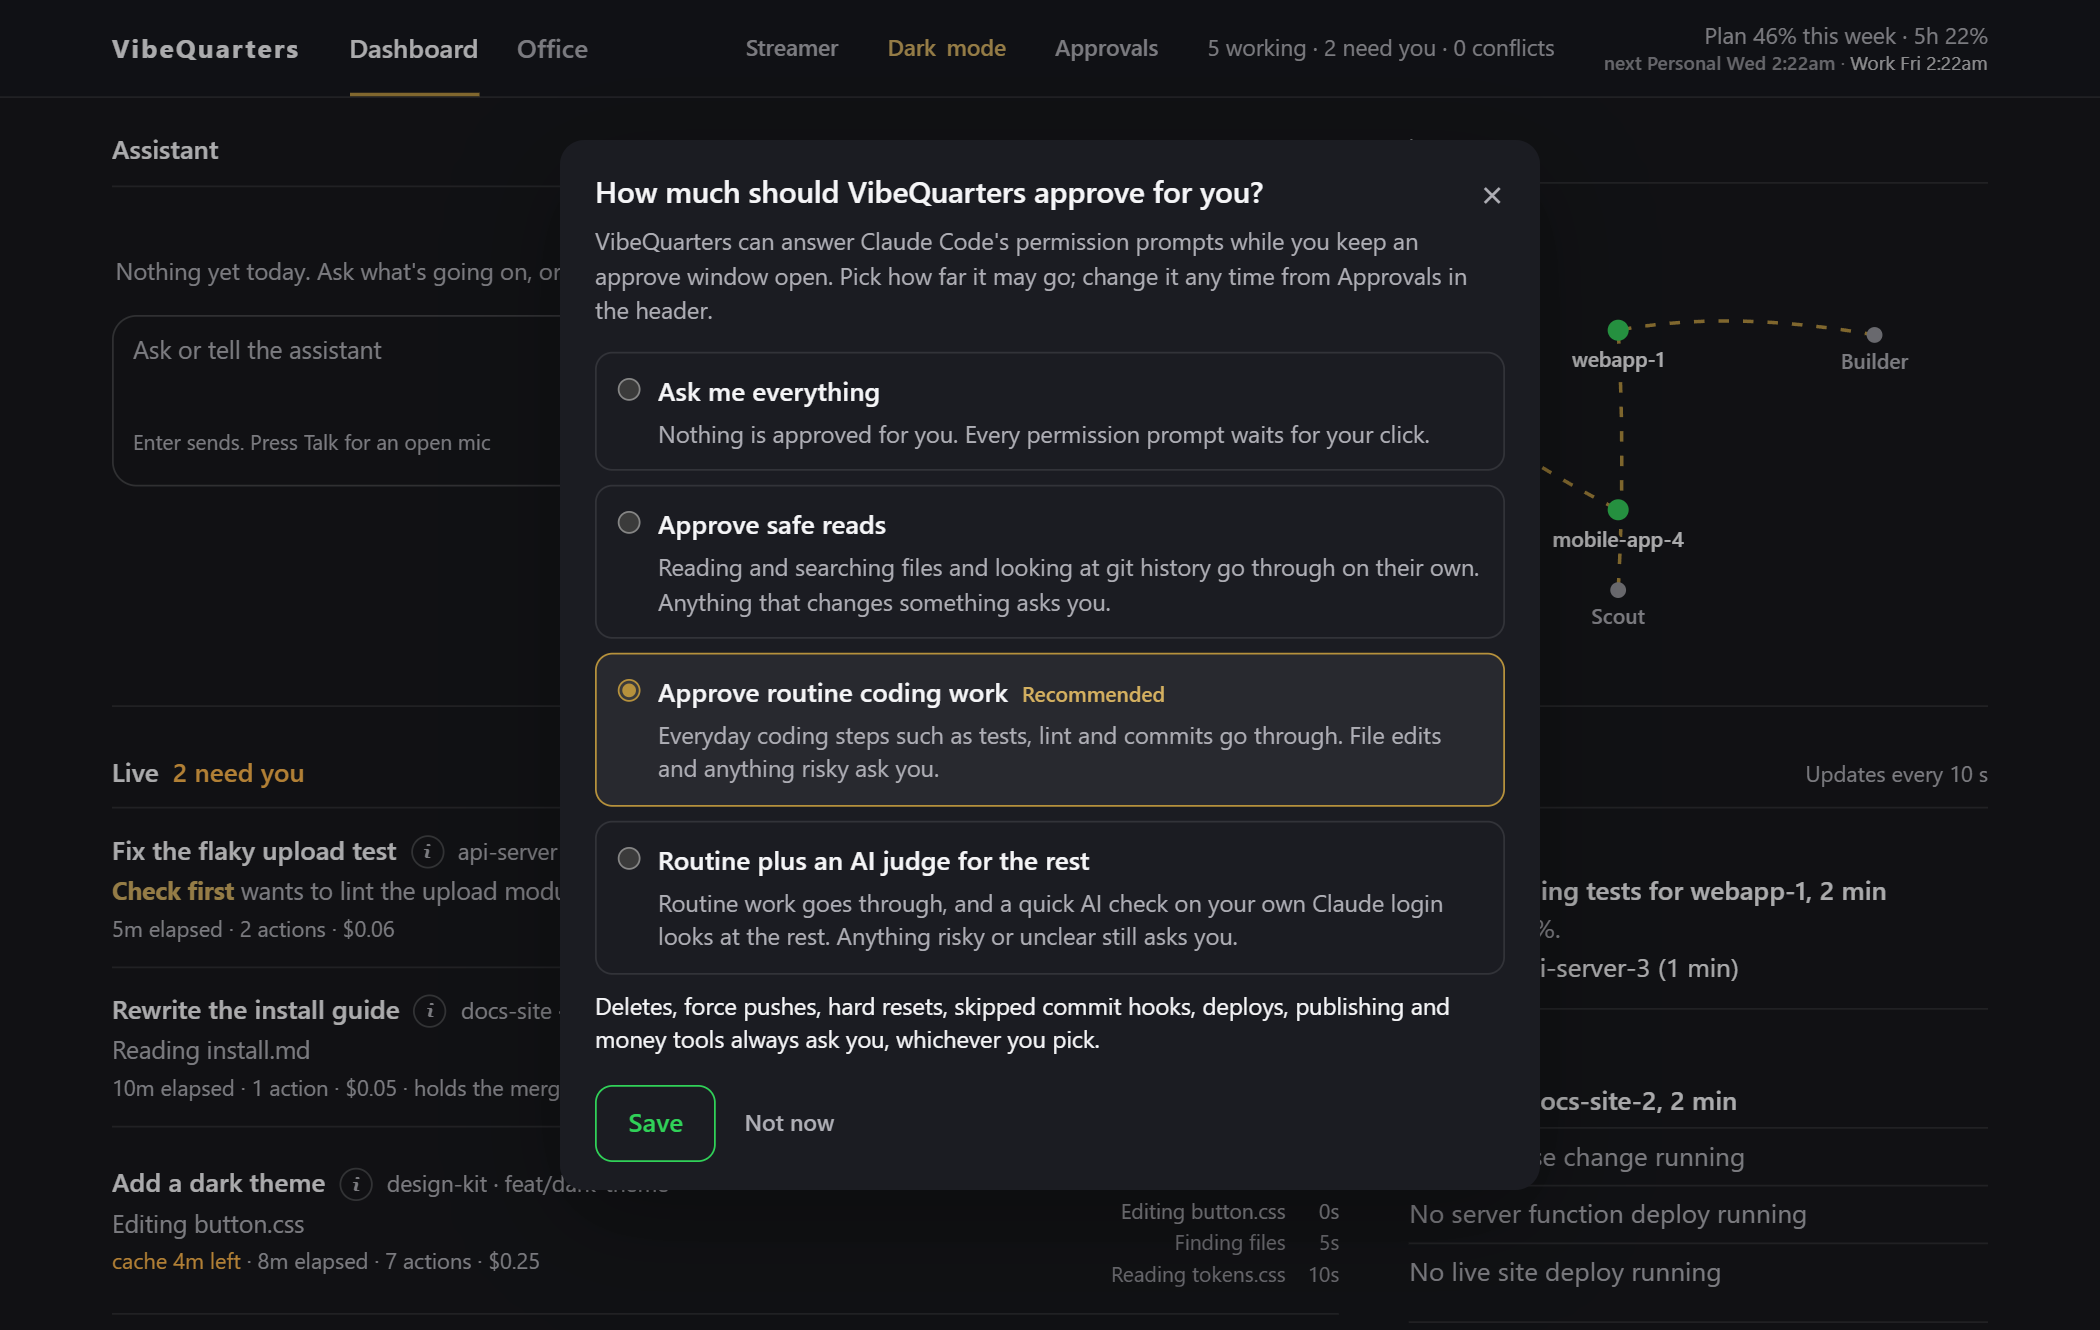 VibeQuarters
Dashboard
Office
Streamer
Dark mode
Approvals
5 working · 2 need you · 0 conflicts
Plan 46% this week · 5h 22%
next Personal Wed 2:22am · Work Fri 2:22am
Assistant
Nothing yet today. Ask what's going on, or
Ask or tell the assistant
Enter sends. Press Talk for an open mic
How much should VibeQuarters approve for you?
VibeQuarters can answer Claude Code's permission prompts while you keep an
approve window open. Pick how far it may go; change it any time from Approvals in
the header.
Ask me everything
Nothing is approved for you. Every permission prompt waits for your click.
Approve safe reads
Reading and searching files and looking at git history go through on their own.
Anything that changes something asks you.
Approve routine coding work Recommended
Everyday coding steps such as tests, lint and commits go through. File edits
and anything risky ask you.
Routine plus an AI judge for the rest
Routine work goes through, and a quick AI check on your own Claude login
looks at the rest. Anything risky or unclear still asks you.
Deletes, force pushes, hard resets, skipped commit hooks, deploys, publishing and
money tools always ask you, whichever you pick.
Save
Not now
webapp-1
Builder
mobile-app-4
Scout
Live 2 need you
Fix the flaky upload test i api-server
Check first wants to lint the upload modu
5m elapsed · 2 actions · $0.06
Rewrite the install guide i docs-site ·
Reading install.md
10m elapsed · 1 action · $0.05 · holds the merg
Add a dark theme i design-kit · feat/dark-theme
Editing button.css
cache 4m left · 8m elapsed · 7 actions · $0.25
Editing button.css 0s
Finding files 5s
Reading tokens.css 10s
Updates every 10 s
ing tests for webapp-1, 2 min
%.
i-server-3 (1 min)
ocs-site-2, 2 min
se change running
No server function deploy running
No live site deploy running